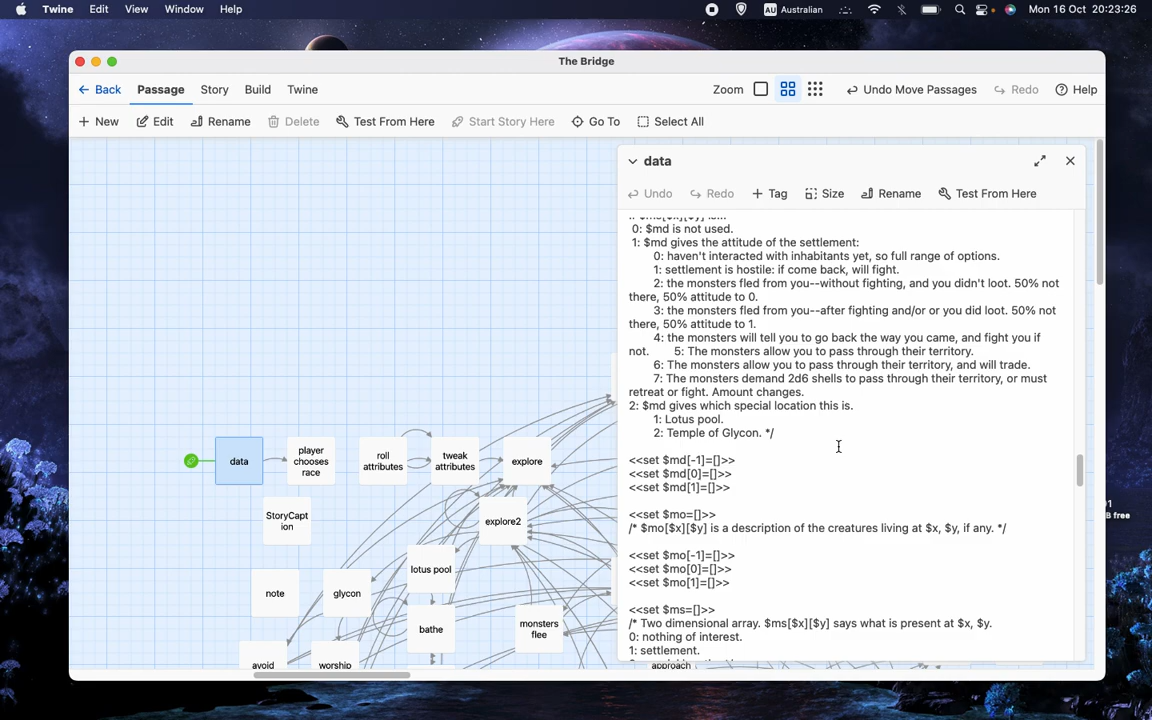 Twine Edit View Window Help
AU Australian
Mon 16 Oct 20:23:26
The Bridge
Back Passage Story Build Twine
Zoom Undo Move Passages Redo Help
New Edit Rename Delete Test From Here Start Story Here Go To Select All
data
Undo Redo Tag Size Rename Test From Here
0: $md is not used.
1: $md gives the attitude of the settlement:
0: haven't interacted with inhabitants yet, so full range of options.
1: settlement is hostile: if come back, will fight.
2: the monsters fled from you--without fighting, and you didn't loot. 50% not
there, 50% attitude to 0.
3: the monsters fled from you--after fighting and/or or you did loot. 50% not
there, 50% attitude to 1.
4: the monsters will tell you to go back the way you came, and fight you if
not. 5: The monsters allow you to pass through their territory.
6: The monsters allow you to pass through their territory, and will trade.
7: The monsters demand 2d6 shells to pass through their territory, or must
retreat or fight. Amount changes.
2: $md gives which special location this is.
1: Lotus pool.
2: Temple of Glycon. */
<<set $md[-1]=[]>>
<<set $md[0]=[]>>
<<set $md[1]=[]>>
<<set $mo=[]>>
/* $mo[$x][$y] is a description of the creatures living at $x, $y, if any. */
<<set $mo[-1]=[]>>
<<set $mo[0]=[]>>
<<set $mo[1]=[]>>
<<set $ms=[]>>
/* Two dimensional array. $ms[$x][$y] says what is present at $x, $y.
0: nothing of interest.
1: settlement.
data
player
chooses
race
roll
attributes
tweak
attributes
explore
StoryCapt
ion
explore2
lotus pool
note
glycon
bathe
monsters
flee
avoid
worship
approach
free